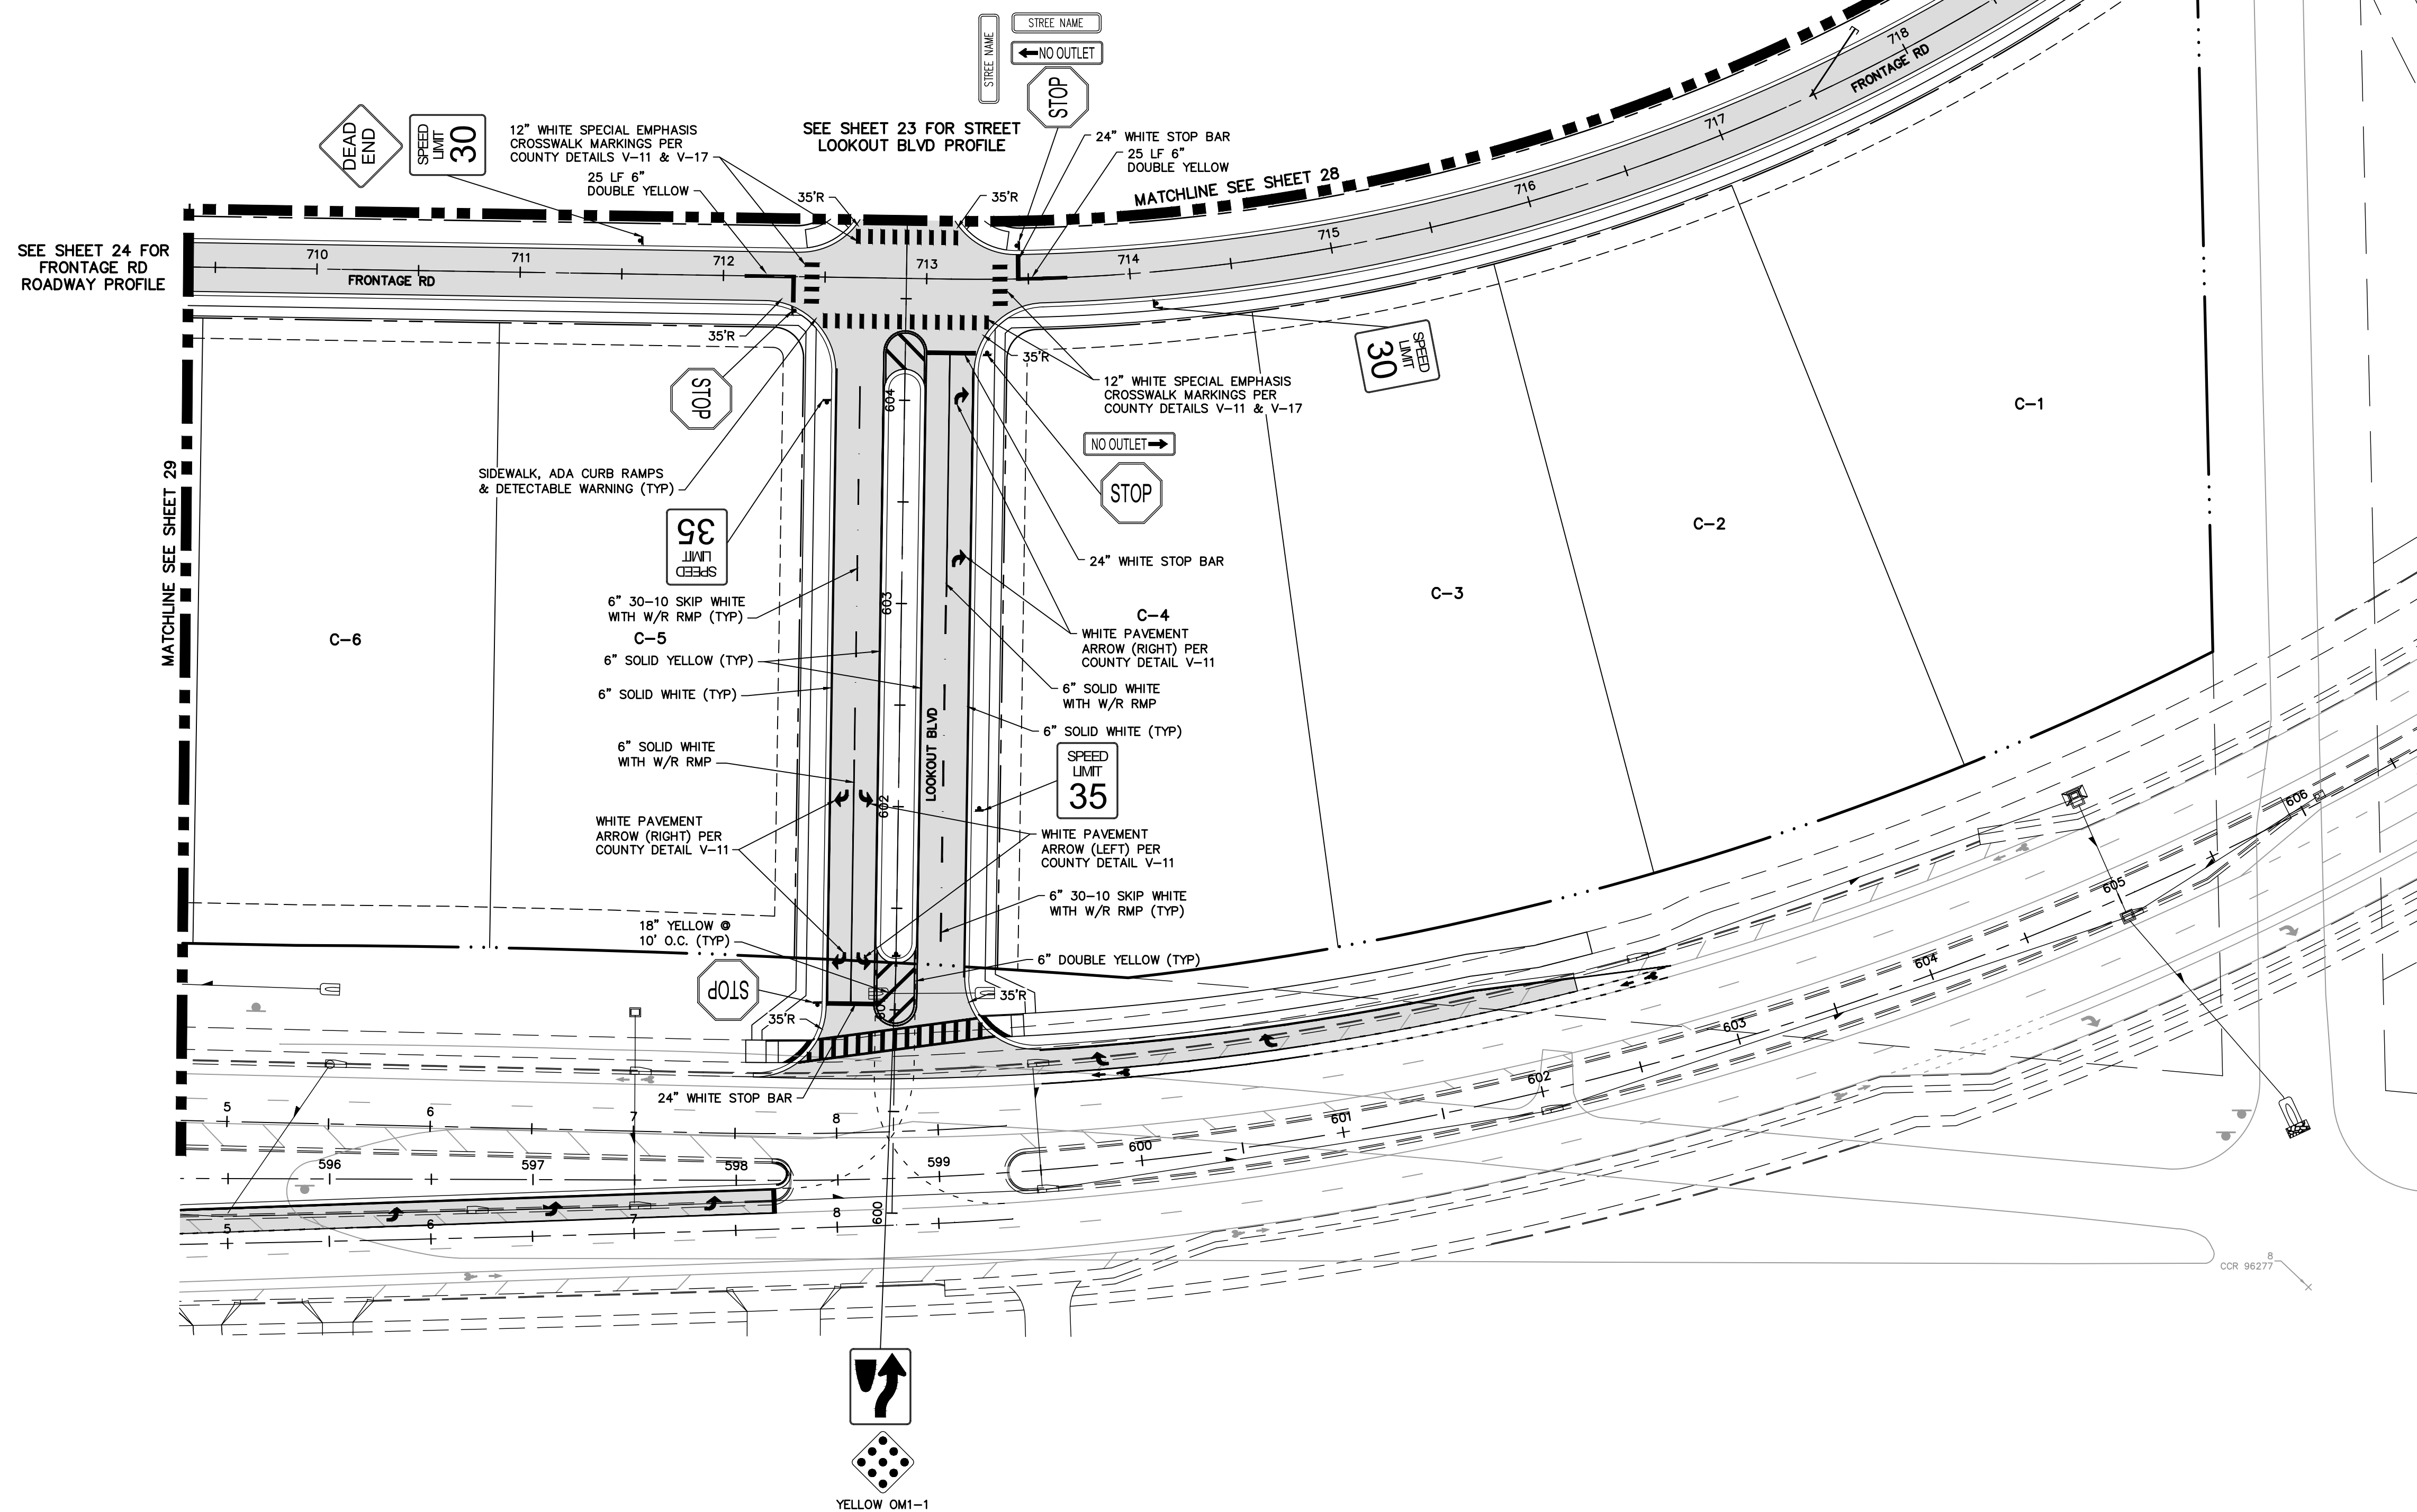 STREE NAME
STREE NAME
NO OUTLET
STOP
DEAD
END
SPEED
LIMIT
30
12" WHITE SPECIAL EMPHASIS
CROSSWALK MARKINGS PER
COUNTY DETAILS V-11 & V-17
25 LF 6"
DOUBLE YELLOW
SEE SHEET 23 FOR STREET
LOOKOUT BLVD PROFILE
24" WHITE STOP BAR
25 LF 6"
DOUBLE YELLOW
MATCHLINE SEE SHEET 28
35'R
35'R
718
FRONTAGE RD
717
716
715
714
713
712
711
710
FRONTAGE RD
SEE SHEET 24 FOR
FRONTAGE RD
ROADWAY PROFILE
35'R
35'R
STOP
SPEED
LIMIT
30
12" WHITE SPECIAL EMPHASIS
CROSSWALK MARKINGS PER
COUNTY DETAILS V-11 & V-17
604
C-1
NO OUTLET
STOP
SIDEWALK, ADA CURB RAMPS
& DETECTABLE WARNING (TYP)
MATCHLINE SEE SHEET 29
SPEED
LIMIT
35
24" WHITE STOP BAR
C-2
C-3
6" 30-10 SKIP WHITE
WITH W/R RMP (TYP)
603
C-4
C-5
C-6
WHITE PAVEMENT
ARROW (RIGHT) PER
COUNTY DETAIL V-11
6" SOLID YELLOW (TYP)
6" SOLID WHITE (TYP)
6" SOLID WHITE
WITH W/R RMP
LOOKOUT BLVD
6" SOLID WHITE (TYP)
6" SOLID WHITE
WITH W/R RMP
SPEED
LIMIT
35
602
WHITE PAVEMENT
ARROW (RIGHT) PER
COUNTY DETAIL V-11
WHITE PAVEMENT
ARROW (LEFT) PER
COUNTY DETAIL V-11
6" 30-10 SKIP WHITE
WITH W/R RMP (TYP)
18" YELLOW @
10' O.C. (TYP)
6" DOUBLE YELLOW (TYP)
STOP
35'R
35'R
24" WHITE STOP BAR
606
605
604
603
602
601
600
599
598
597
596
5
6
7
8
5
6
7
8
600
8
CCR 96277
YELLOW OM1-1